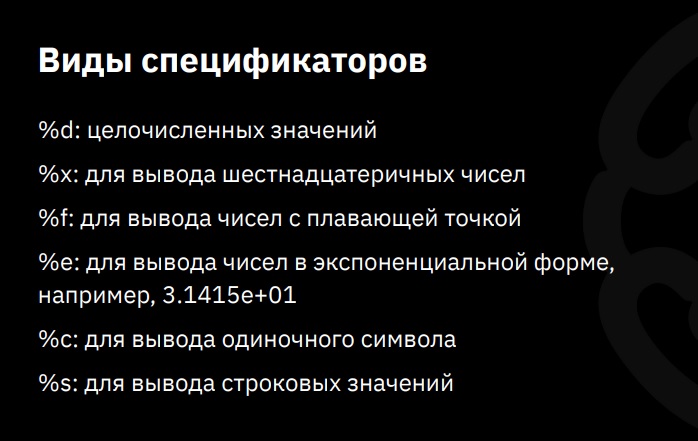 Виды спецификаторов
%d: целочисленных значений
%x: для вывода шестнадцатеричных чисел
%f: для вывода чисел с плавающей точкой
%e: для вывода чисел в экспоненциальной форме,
например, 3.1415e+01
%c: для вывода одиночного символа
%s: для вывода строковых значений